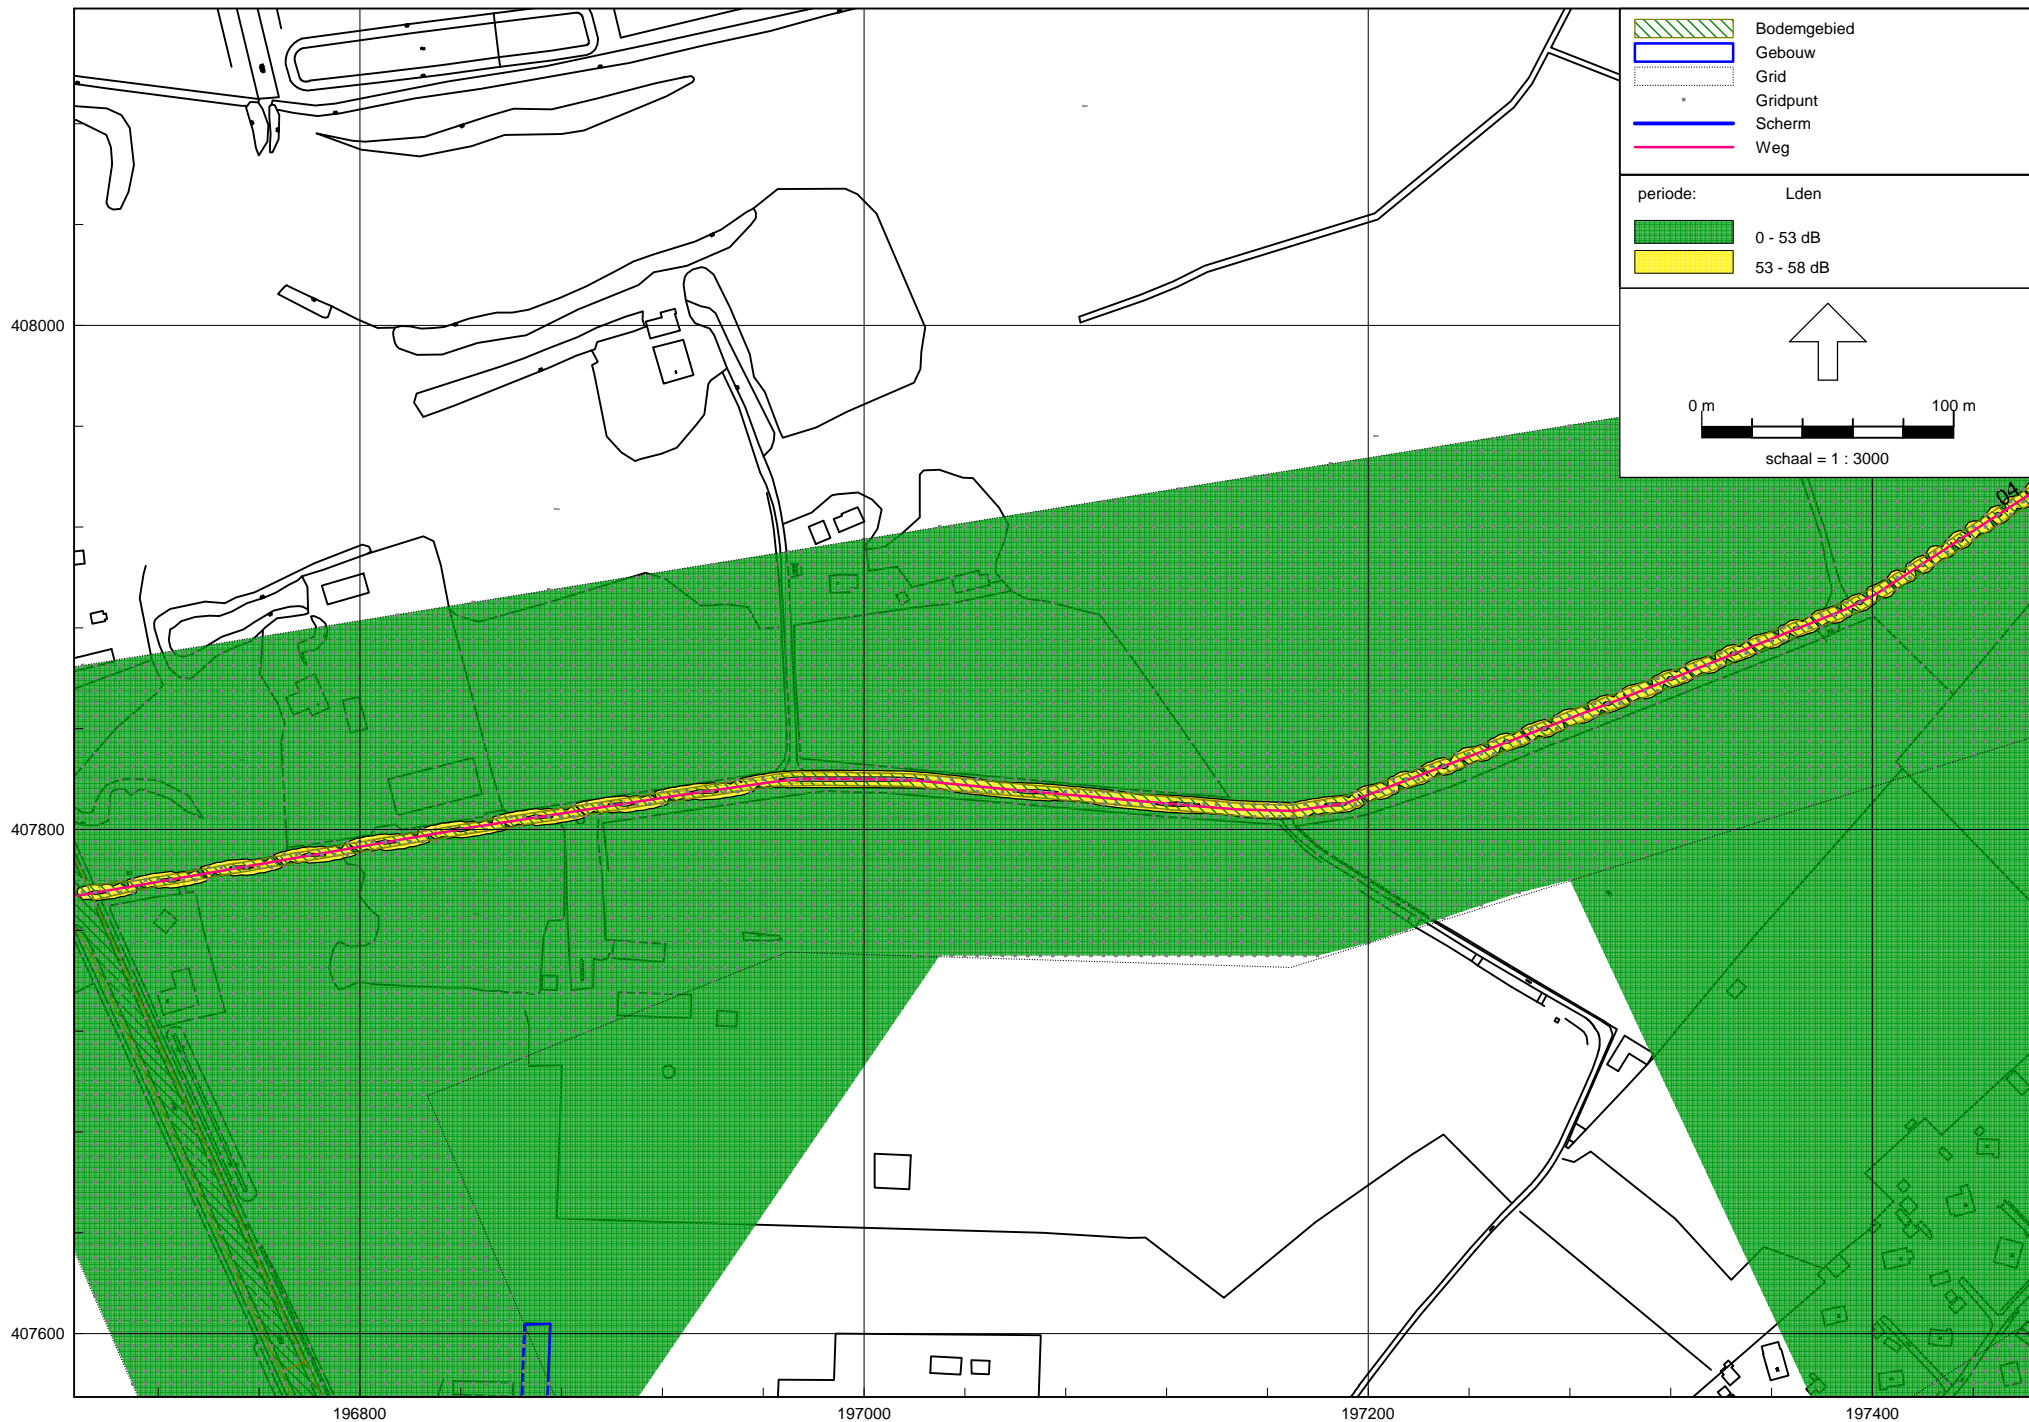 Bodemgebied
Gebouw
Grid
Gridpunt
Scherm
Weg
periode: Lden
0 - 53 dB
53 - 58 dB
0 m 100 m
schaal = 1 : 3000
04
408000
407800
407600
196800 197000 197200 197400